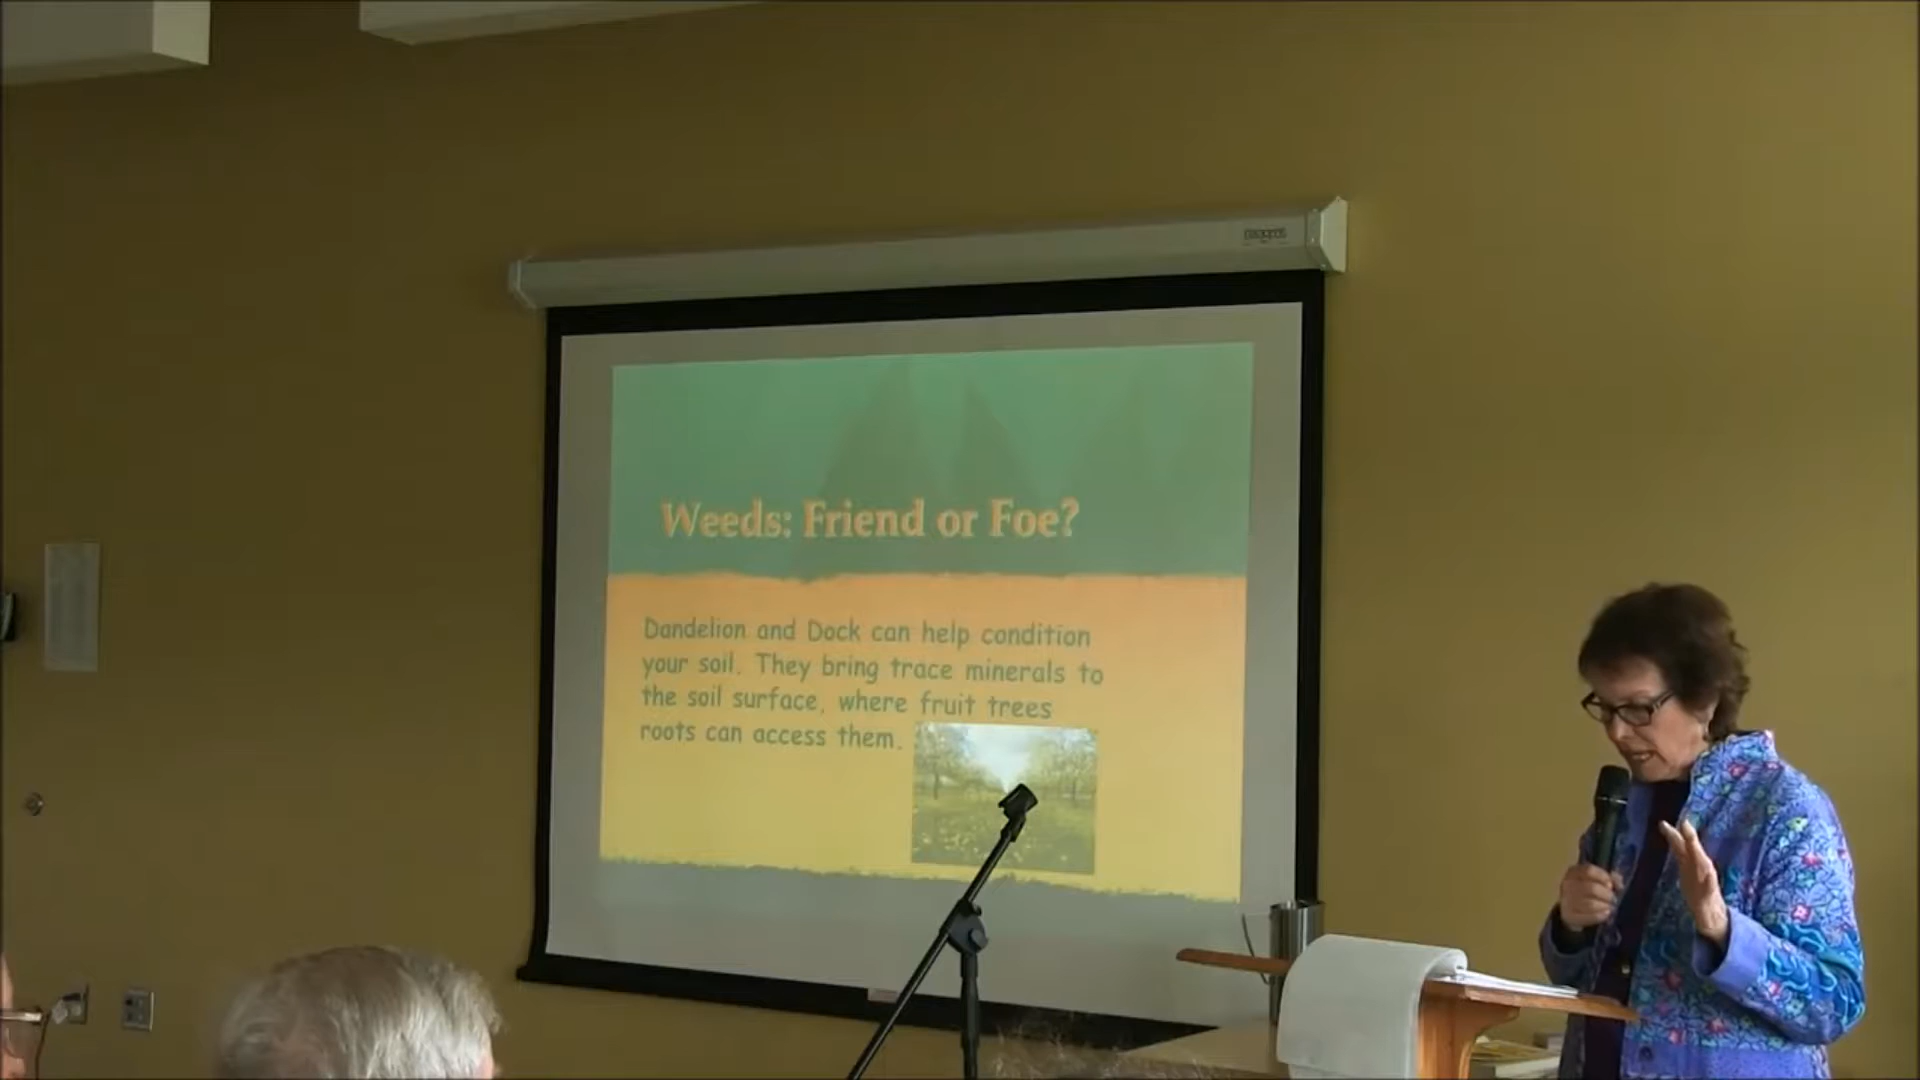 Weeds: Friend or Foe?
Dandelion and Dock can help condition
your soil. They bring trace minerals to
the soil surface, where fruit trees
roots can access them.